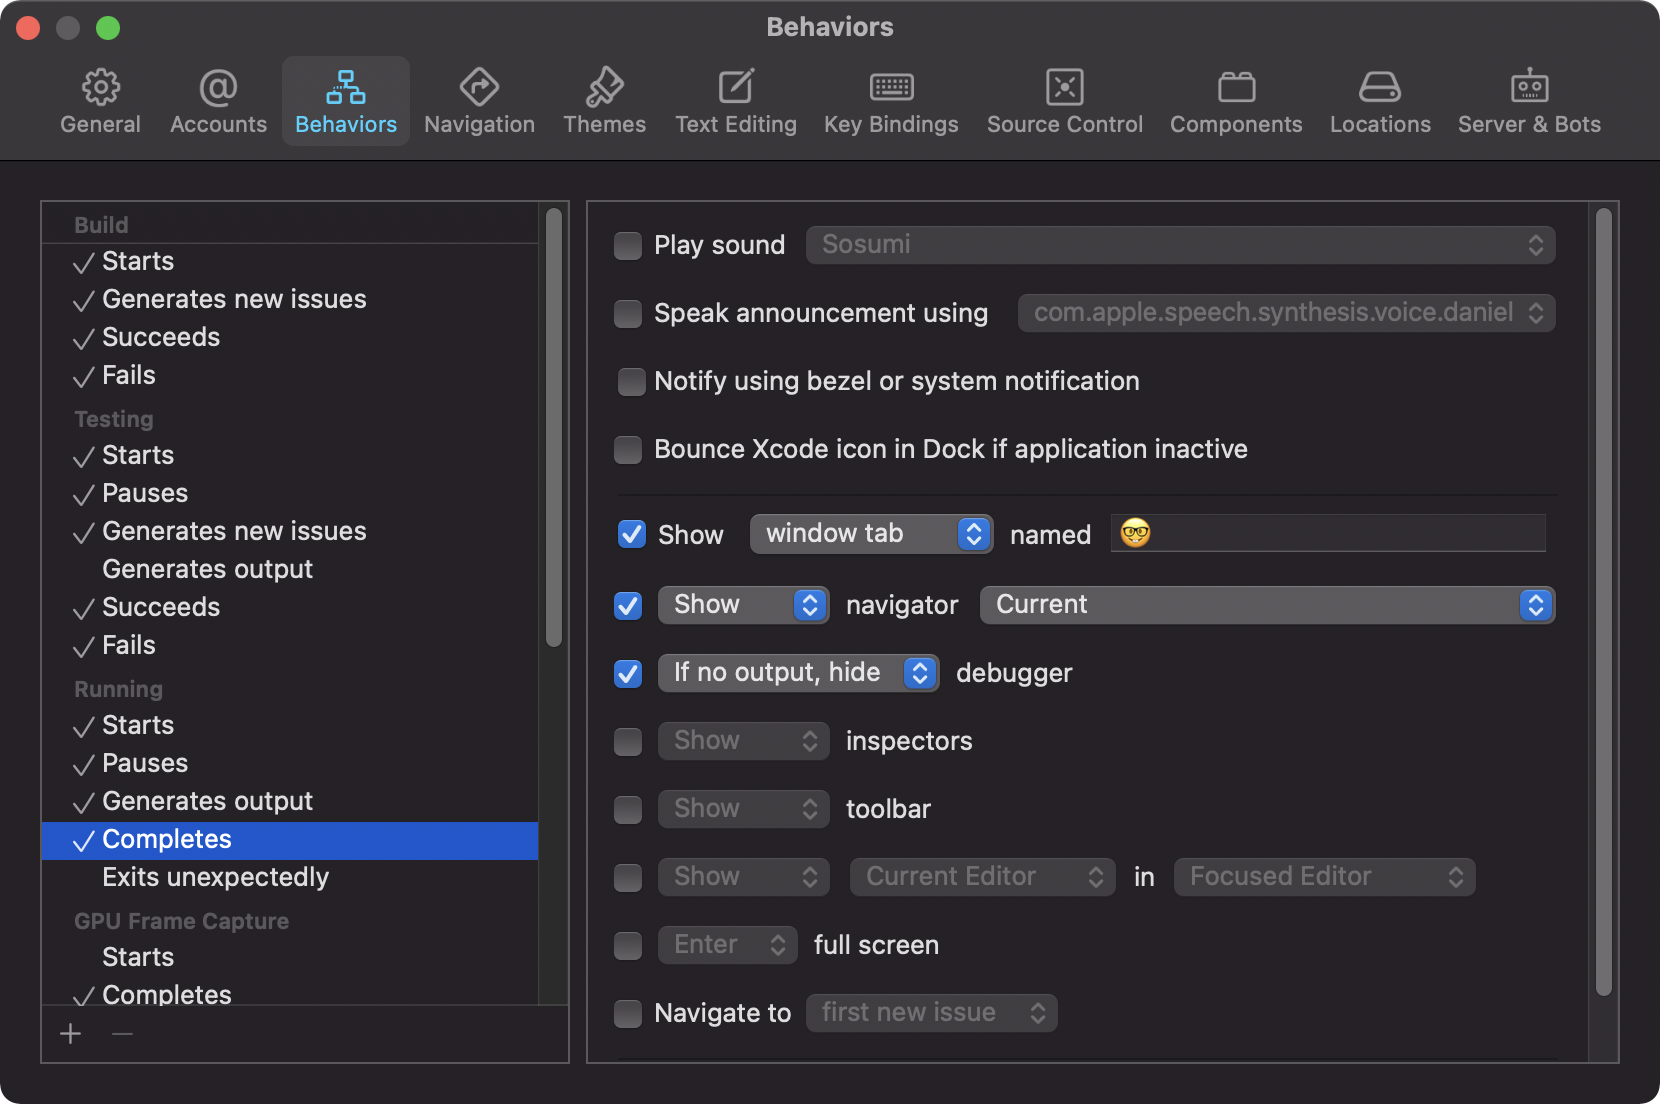 Behaviors
General Accounts Behaviors Navigation Themes Text Editing Key Bindings Source Control Components Locations Server & Bots
Build
Starts
Generates new issues
Succeeds
Fails
Testing
Starts
Pauses
Generates new issues
Generates output
Succeeds
Fails
Running
Starts
Pauses
Generates output
Completes
Exits unexpectedly
GPU Frame Capture
Starts
Completes
Play sound Sosumi
Speak announcement using com.apple.speech.synthesis.voice.daniel
Notify using bezel or system notification
Bounce Xcode icon in Dock if application inactive
Show window tab named 🤓
Show navigator Current
If no output, hide debugger
Show inspectors
Show toolbar
Show Current Editor in Focused Editor
Enter full screen
Navigate to first new issue